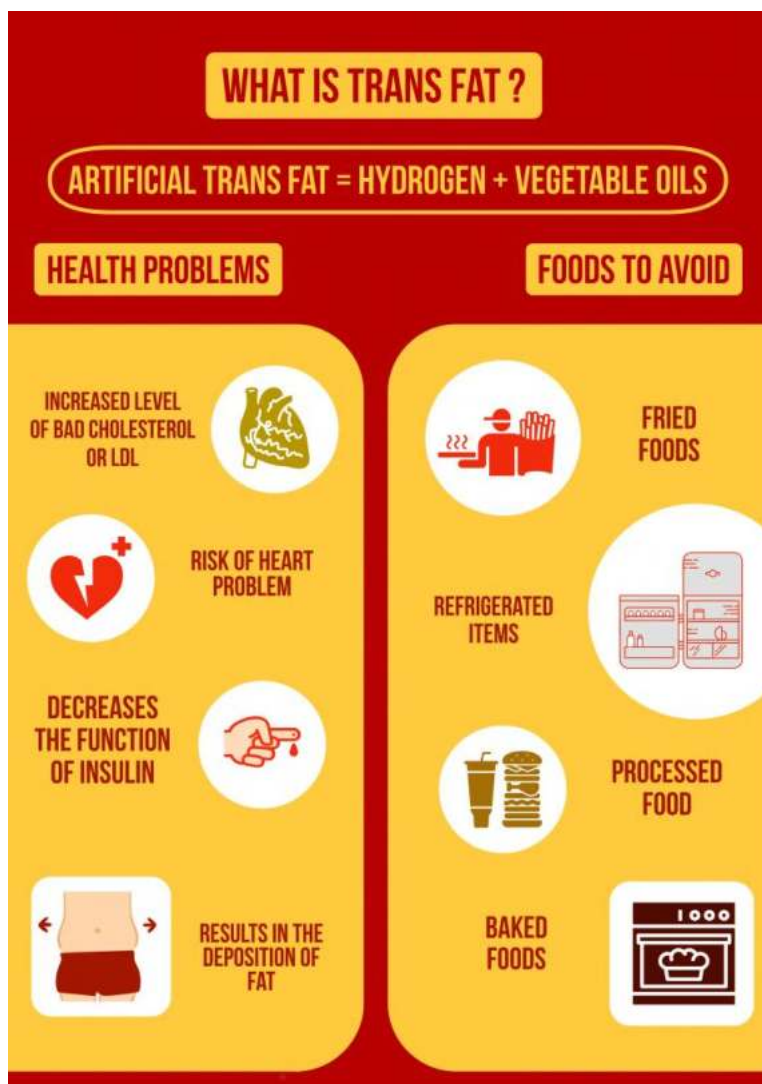 WHAT IS TRANS FAT ?
ARTIFICIAL TRANS FAT = HYDROGEN + VEGETABLE OILS
HEALTH PROBLEMS
INCREASED LEVEL
OF BAD CHOLESTEROL
OR LDL
RISK OF HEART
PROBLEM
DECREASES
THE FUNCTION
OF INSULIN
RESULTS IN THE
DEPOSITION OF
FAT
FOODS TO AVOID
FRIED
FOODS
REFRIGERATED
ITEMS
PROCESSED
FOOD
BAKED
FOODS